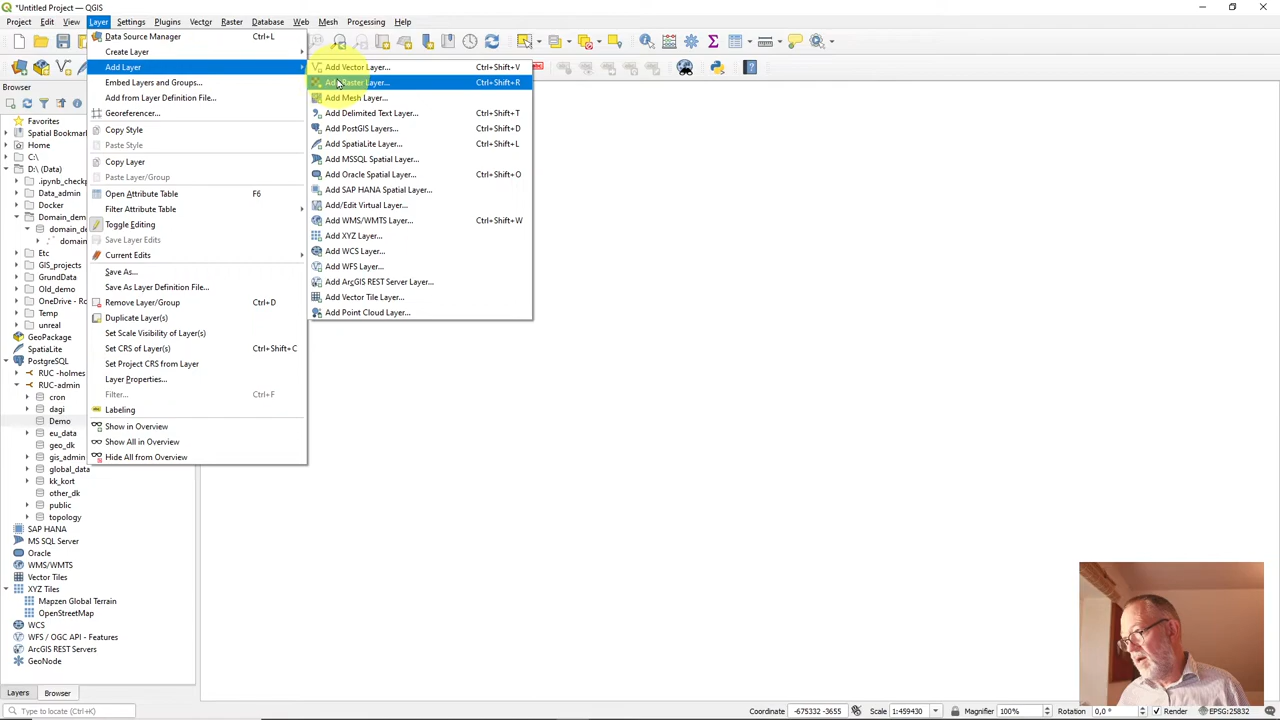 *Untitled Project — QGIS
Project Edit View Layer Settings Plugins Vector Raster Database Web Mesh Processing Help
Data Source Manager Ctrl+L
Create Layer
Add Layer
Embed Layers and Groups...
Add from Layer Definition File...
Georeferencer...
Copy Style
Paste Style
Copy Layer
Paste Layer/Group
Open Attribute Table F6
Filter Attribute Table
Toggle Editing
Save Layer Edits
Current Edits
Save As...
Save As Layer Definition File...
Remove Layer/Group Ctrl+D
Duplicate Layer(s)
Set Scale Visibility of Layer(s)
Set CRS of Layer(s) Ctrl+Shift+C
Set Project CRS from Layer
Layer Properties...
Filter... Ctrl+F
Labeling
Show in Overview
Show All in Overview
Hide All from Overview
Add Vector Layer... Ctrl+Shift+V
Add Raster Layer... Ctrl+Shift+R
Add Mesh Layer...
Add Delimited Text Layer... Ctrl+Shift+T
Add PostGIS Layers... Ctrl+Shift+D
Add SpatiaLite Layer... Ctrl+Shift+L
Add MSSQL Spatial Layer...
Add Oracle Spatial Layer... Ctrl+Shift+O
Add SAP HANA Spatial Layer...
Add/Edit Virtual Layer...
Add WMS/WMTS Layer... Ctrl+Shift+W
Add XYZ Layer...
Add WCS Layer...
Add WFS Layer...
Add ArcGIS REST Server Layer...
Add Vector Tile Layer...
Add Point Cloud Layer...
Browser
Favorites
Spatial Bookmark
Home
C:\
D:\ (Data)
.ipynb_checkp
Data_admin
Docker
Domain_demo
domain_de
domain
Etc
GIS_projects
GrundData
Old_demo
OneDrive - Ro
Temp
unreal
GeoPackage
SpatiaLite
PostgreSQL
RUC -holmes
RUC-admin
cron
dagi
Demo
eu_data
geo_dk
gis_admin
global_data
kk_kort
other_dk
public
topology
SAP HANA
MS SQL Server
Oracle
WMS/WMTS
Vector Tiles
XYZ Tiles
Mapzen Global Terrain
OpenStreetMap
WCS
WFS / OGC API - Features
ArcGIS REST Servers
GeoNode
Layers Browser
Type to locate (Ctrl+K) Coordinate -675332 -3655 Scale 1:459430 Magnifier 100% Rotation 0,0 ° Render EPSG:25832